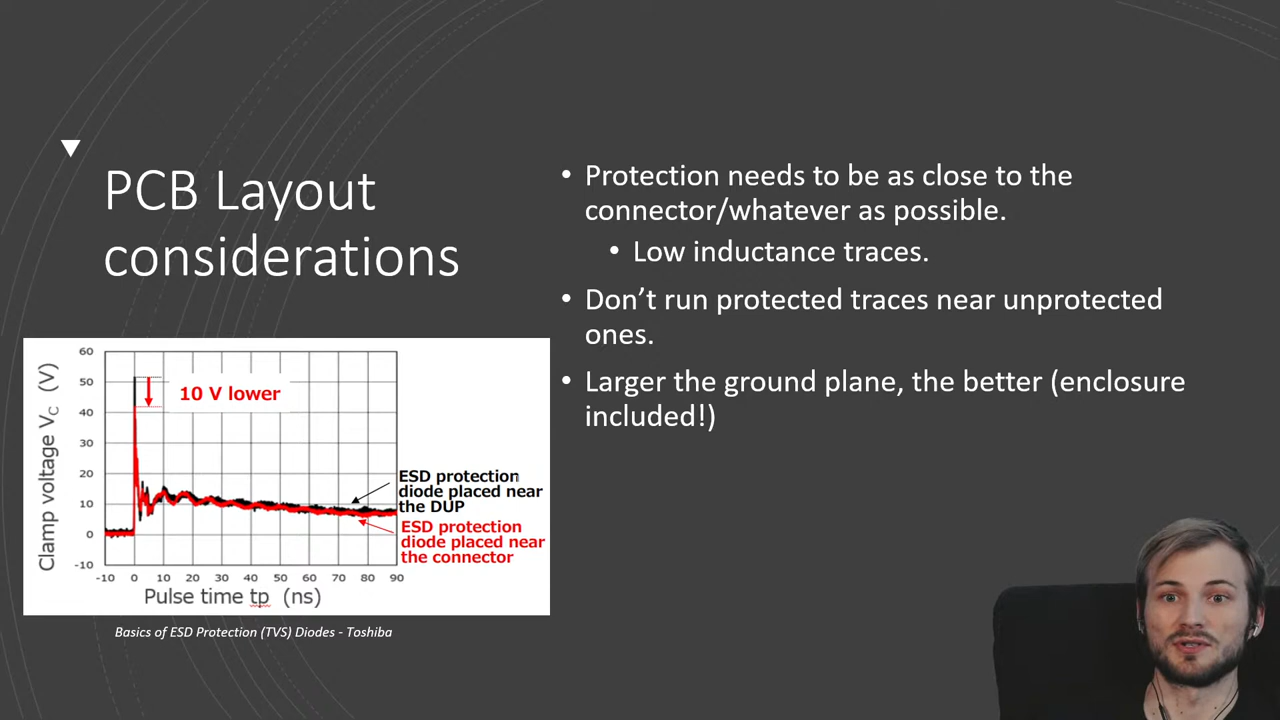 PCB Layout
considerations
• Protection needs to be as close to the
connector/whatever as possible.
• Low inductance traces.
• Don’t run protected traces near unprotected
ones.
• Larger the ground plane, the better (enclosure
included!)
Clamp voltage VC (V)
60
50
40
30
20
10
0
-10
10 V lower
ESD protection
diode placed near
the DUP
ESD protection
diode placed near
the connector
-10 0 10 20 30 40 50 60 70 80 90
Pulse time tp (ns)
Basics of ESD Protection (TVS) Diodes - Toshiba